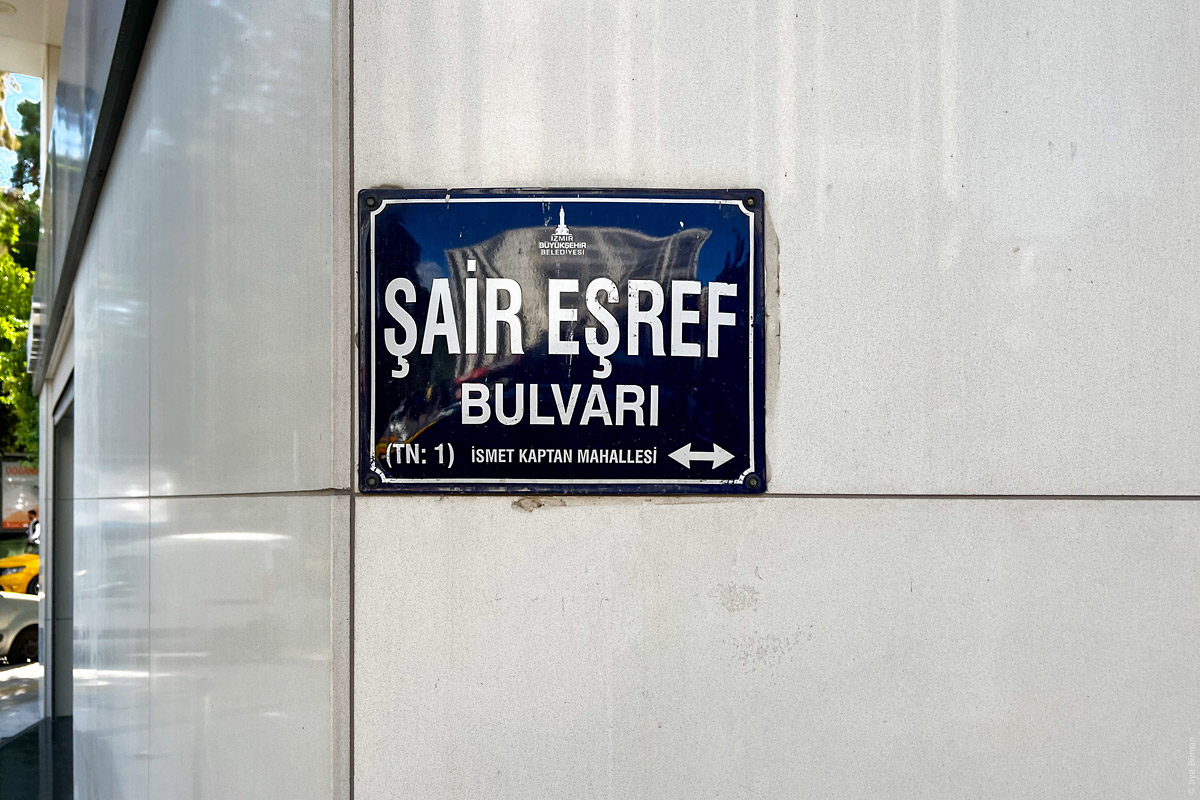 İZMİR
BÜYÜKŞEHİR
BELEDİYESİ
ŞAİR EŞREF
BULVARI
(TN: 1) İSMET KAPTAN MAHALLESİ